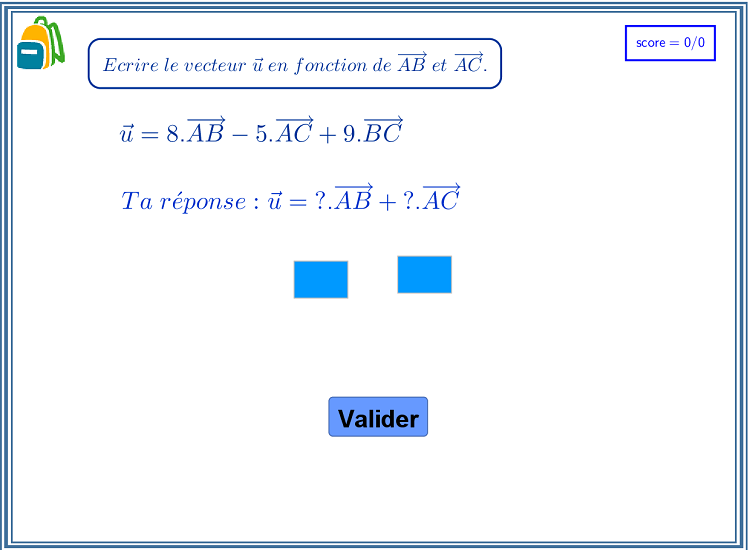 score = 0/0
Ecrire le vecteur $\vec{u}$ en fonction de $\overrightarrow{AB}$ et $\overrightarrow{AC}$.
$\vec{u} = 8.\overrightarrow{AB} - 5.\overrightarrow{AC} + 9.\overrightarrow{BC}$
Ta réponse : $\vec{u} = ?.\overrightarrow{AB} + ?.\overrightarrow{AC}$
Valider